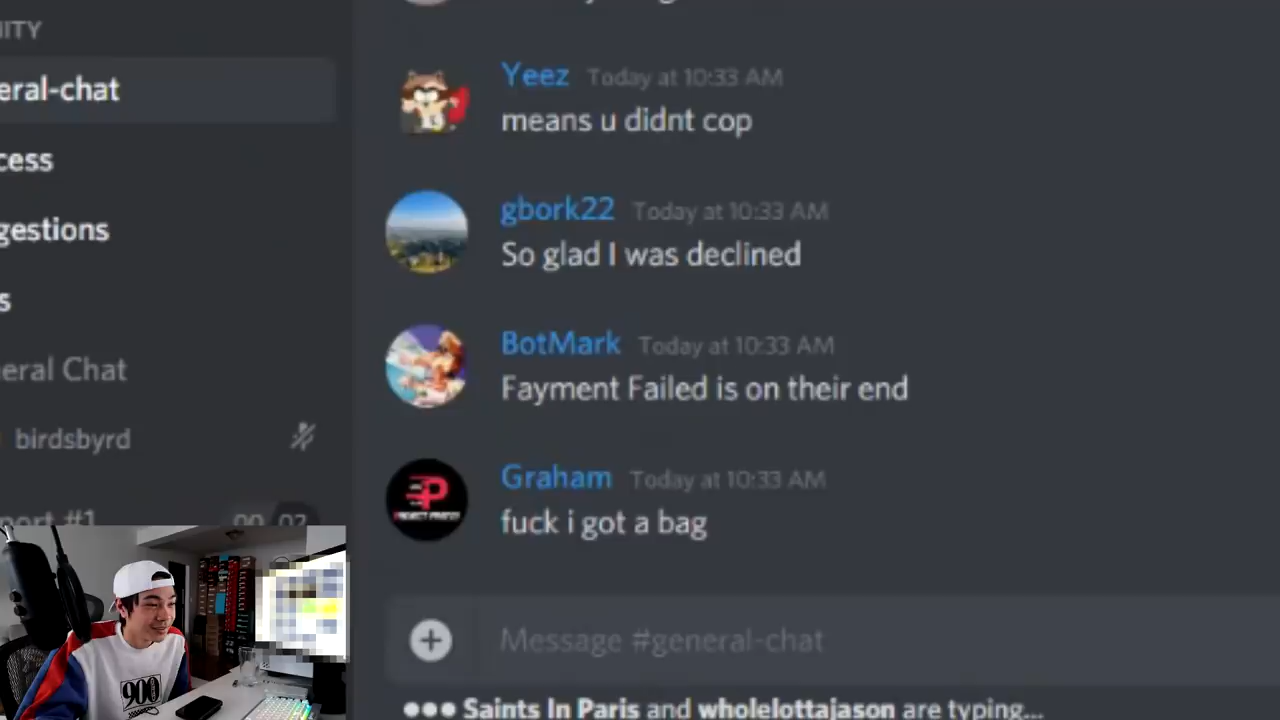 ITY
eral-chat
cess
gestions
s
eral Chat
birdsbyrd
port #1
Yeez Today at 10:33 AM
means u didnt cop
gbork22 Today at 10:33 AM
So glad I was declined
BotMark Today at 10:33 AM
Fayment Failed is on their end
Graham Today at 10:33 AM
fuck i got a bag
Message #general-chat
Saints In Paris and wholelottajason are typing...
900